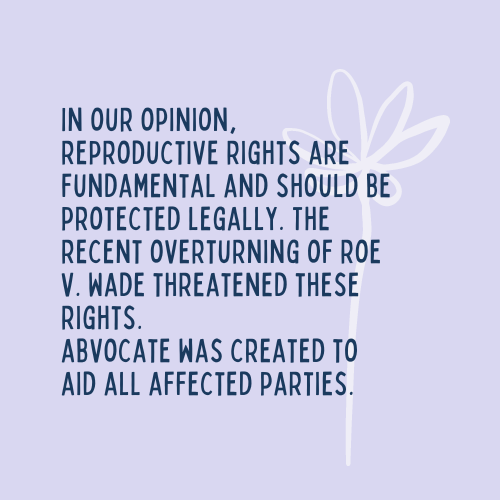 IN OUR OPINION,
REPRODUCTIVE RIGHTS ARE
FUNDAMENTAL AND SHOULD BE
PROTECTED LEGALLY. THE
RECENT OVERTURNING OF ROE
V. WADE THREATENED THESE
RIGHTS.
ABVOCATE WAS CREATED TO
AID ALL AFFECTED PARTIES.